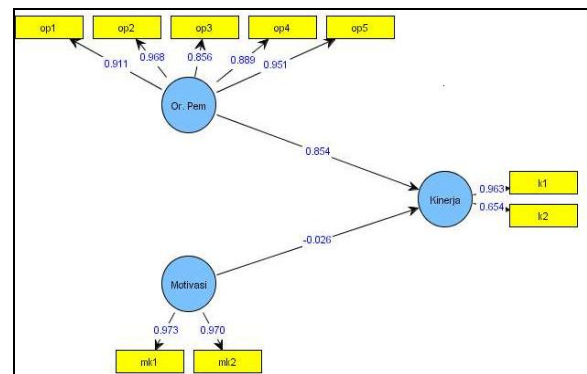 op1 op2 op3 op4 op5
0.911 0.968 0.856 0.889 0.951
Or. Pem
0.854
Kinerja
0.963 k1
0.654 k2
-0.026
Motivasi
0.973 0.970
mk1 mk2